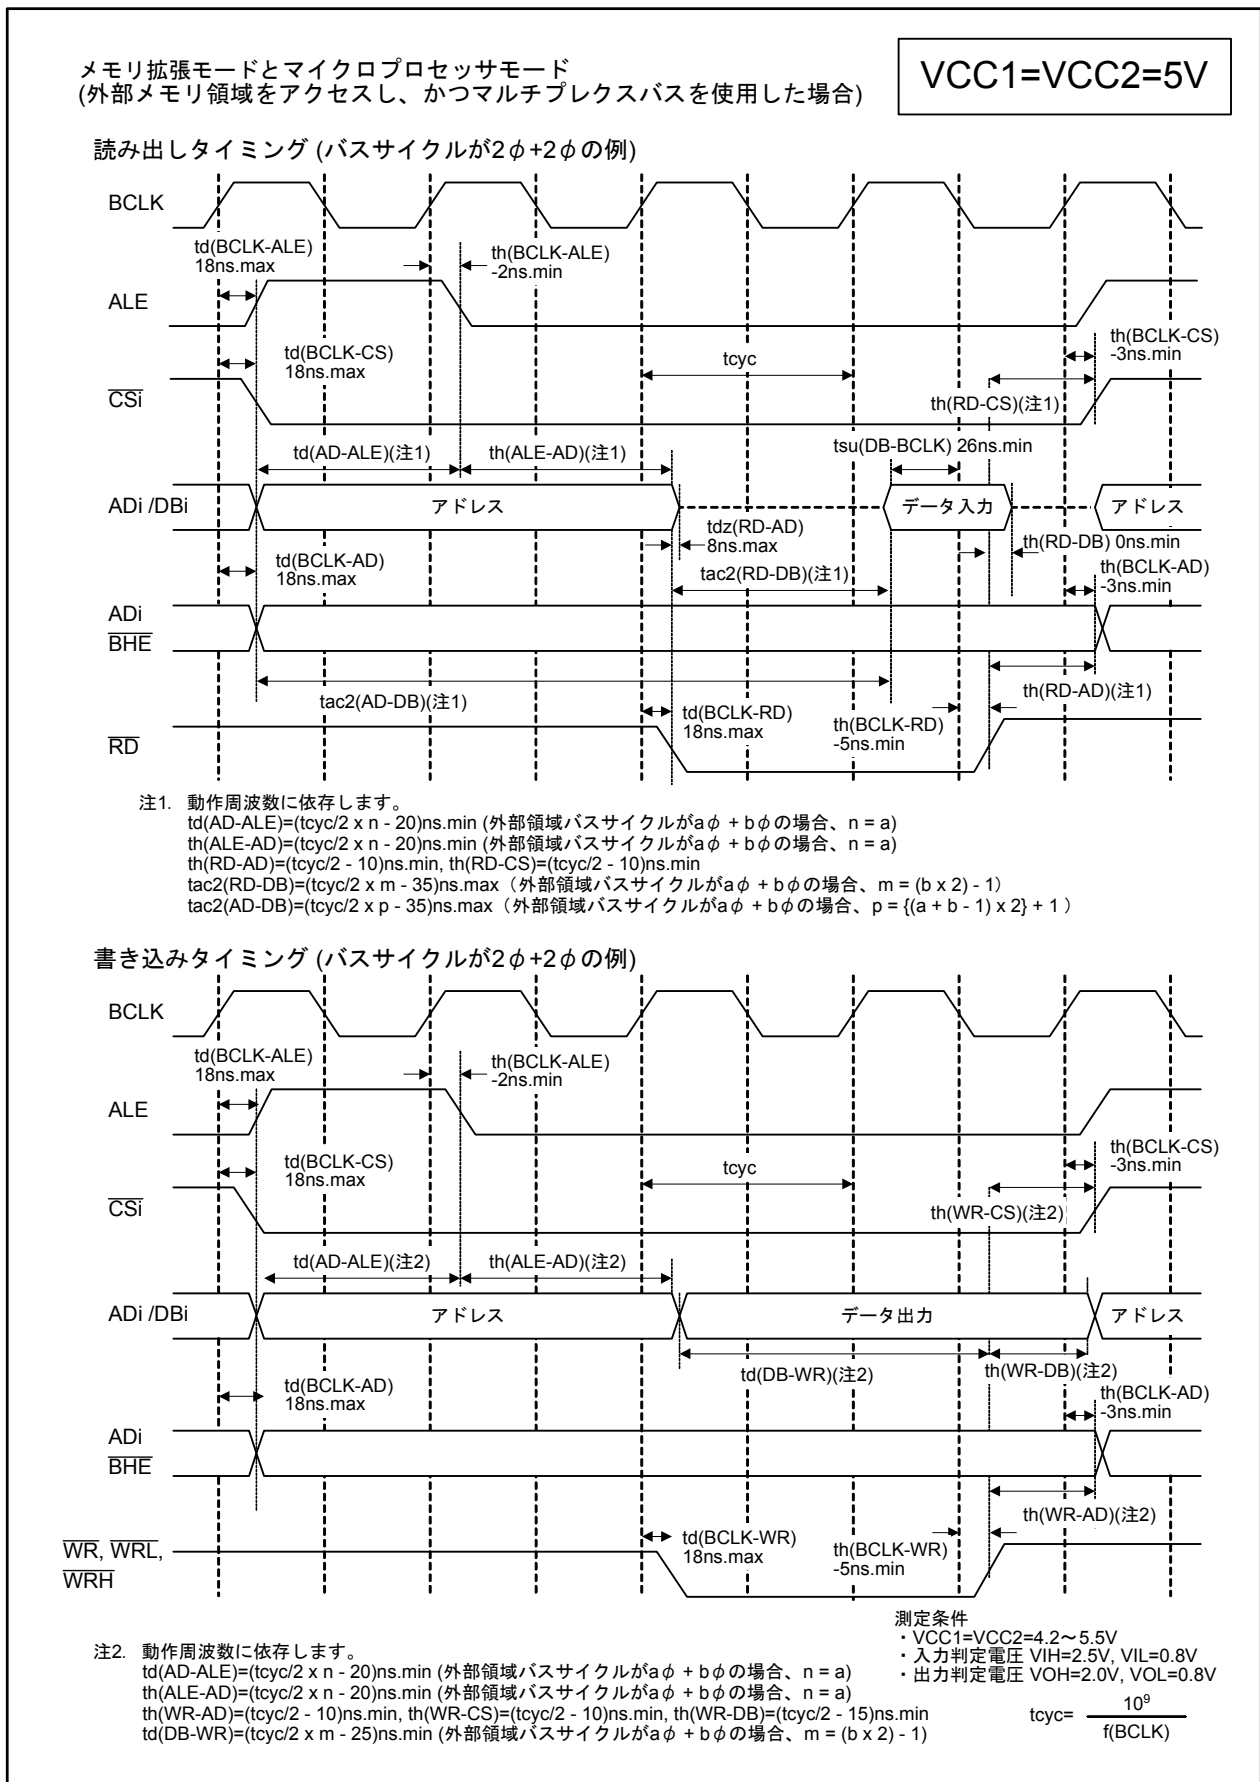 メモリ拡張モードとマイクロプロセッサモード
(外部メモリ領域をアクセスし、かつマルチプレクスバスを使用した場合)
VCC1=VCC2=5V
読み出しタイミング (バスサイクルが2φ+2φの例)
BCLK
td(BCLK-ALE)
18ns.max
th(BCLK-ALE)
-2ns.min
ALE
td(BCLK-CS)
18ns.max
tcyc
th(BCLK-CS)
-3ns.min
CSi
th(RD-CS)(注1)
td(AD-ALE)(注1)
th(ALE-AD)(注1)
tsu(DB-BCLK) 26ns.min
ADi /DBi
アドレス
データ入力
アドレス
tdz(RD-AD)
8ns.max
th(RD-DB) 0ns.min
td(BCLK-AD)
18ns.max
tac2(RD-DB)(注1)
th(BCLK-AD)
-3ns.min
ADi
BHE
tac2(AD-DB)(注1)
th(RD-AD)(注1)
td(BCLK-RD)
18ns.max
th(BCLK-RD)
-5ns.min
RD
注1. 動作周波数に依存します。
td(AD-ALE)=(tcyc/2 x n - 20)ns.min (外部領域バスサイクルがaφ + bφの場合、n = a)
th(ALE-AD)=(tcyc/2 x n - 20)ns.min (外部領域バスサイクルがaφ + bφの場合、n = a)
th(RD-AD)=(tcyc/2 - 10)ns.min, th(RD-CS)=(tcyc/2 - 10)ns.min
tac2(RD-DB)=(tcyc/2 x m - 35)ns.max（外部領域バスサイクルがaφ + bφの場合、m = (b x 2) - 1）
tac2(AD-DB)=(tcyc/2 x p - 35)ns.max（外部領域バスサイクルがaφ + bφの場合、p = {(a + b - 1) x 2} + 1 ）
書き込みタイミング (バスサイクルが2φ+2φの例)
BCLK
td(BCLK-ALE)
18ns.max
th(BCLK-ALE)
-2ns.min
ALE
td(BCLK-CS)
18ns.max
tcyc
th(BCLK-CS)
-3ns.min
CSi
th(WR-CS)(注2)
td(AD-ALE)(注2)
th(ALE-AD)(注2)
ADi /DBi
アドレス
データ出力
アドレス
td(DB-WR)(注2)
th(WR-DB)(注2)
td(BCLK-AD)
18ns.max
th(BCLK-AD)
-3ns.min
ADi
BHE
th(WR-AD)(注2)
td(BCLK-WR)
18ns.max
th(BCLK-WR)
-5ns.min
WR, WRL,
WRH
測定条件
・VCC1=VCC2=4.2～5.5V
・入力判定電圧 VIH=2.5V, VIL=0.8V
・出力判定電圧 VOH=2.0V, VOL=0.8V
注2. 動作周波数に依存します。
td(AD-ALE)=(tcyc/2 x n - 20)ns.min (外部領域バスサイクルがaφ + bφの場合、n = a)
th(ALE-AD)=(tcyc/2 x n - 20)ns.min (外部領域バスサイクルがaφ + bφの場合、n = a)
th(WR-AD)=(tcyc/2 - 10)ns.min, th(WR-CS)=(tcyc/2 - 10)ns.min, th(WR-DB)=(tcyc/2 - 15)ns.min
td(DB-WR)=(tcyc/2 x m - 25)ns.min (外部領域バスサイクルがaφ + bφの場合、m = (b x 2) - 1)
tcyc= 10⁹
f(BCLK)